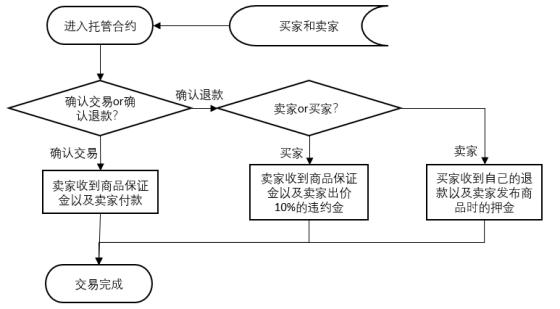 进入托管合约
买家和卖家
确认交易or确
认退款？
确认退款
卖家or买家？
确认交易
买家
卖家
卖家收到商品保证
金以及卖家付款
卖家收到商品保证
金以及卖家出价
10%的违约金
买家收到自己的退
款以及卖家发布商
品时的押金
交易完成